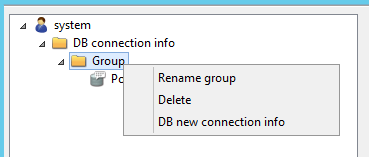 system
DB connection info
Group
Rename group
Delete
DB new connection info